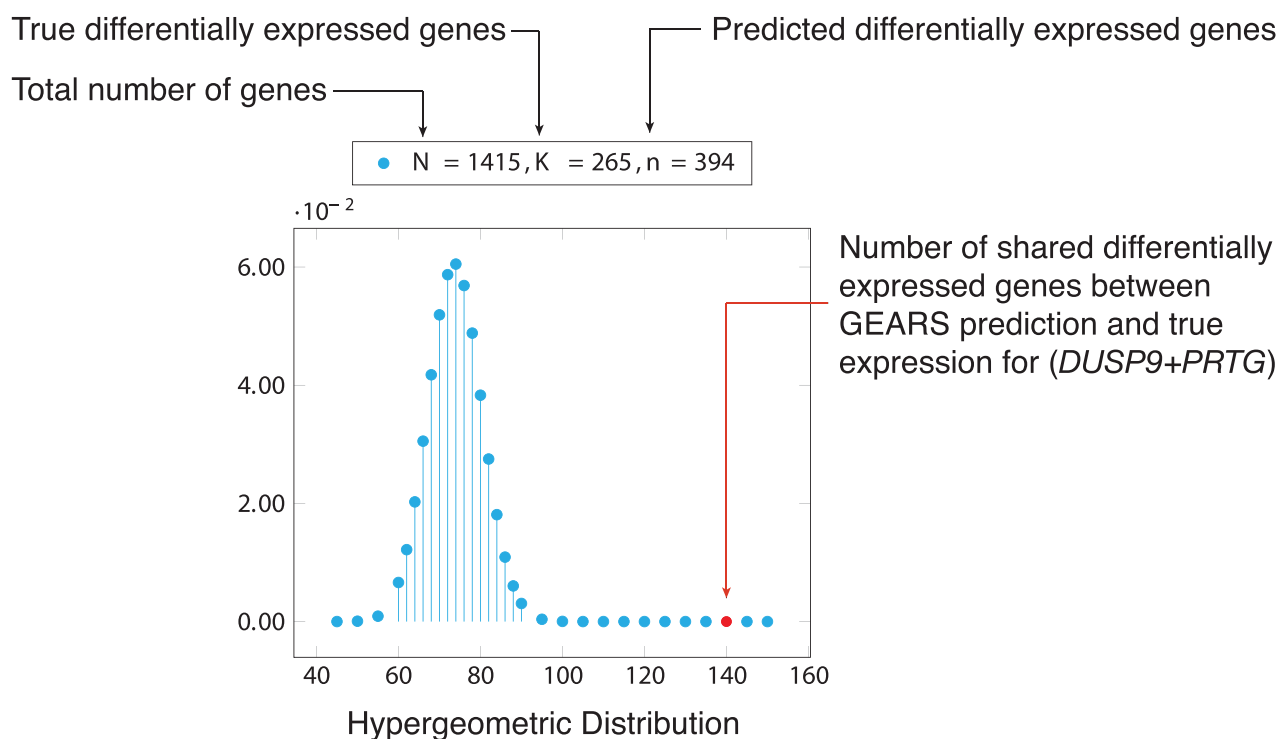 True differentially expressed genes
Predicted differentially expressed genes
Total number of genes
N = 1415, K = 265, n = 394
·10⁻²
6.00
4.00
2.00
0.00
40 60 80 100 120 140 160
Hypergeometric Distribution
Number of shared differentially
expressed genes between
GEARS prediction and true
expression for (DUSP9+PRTG)